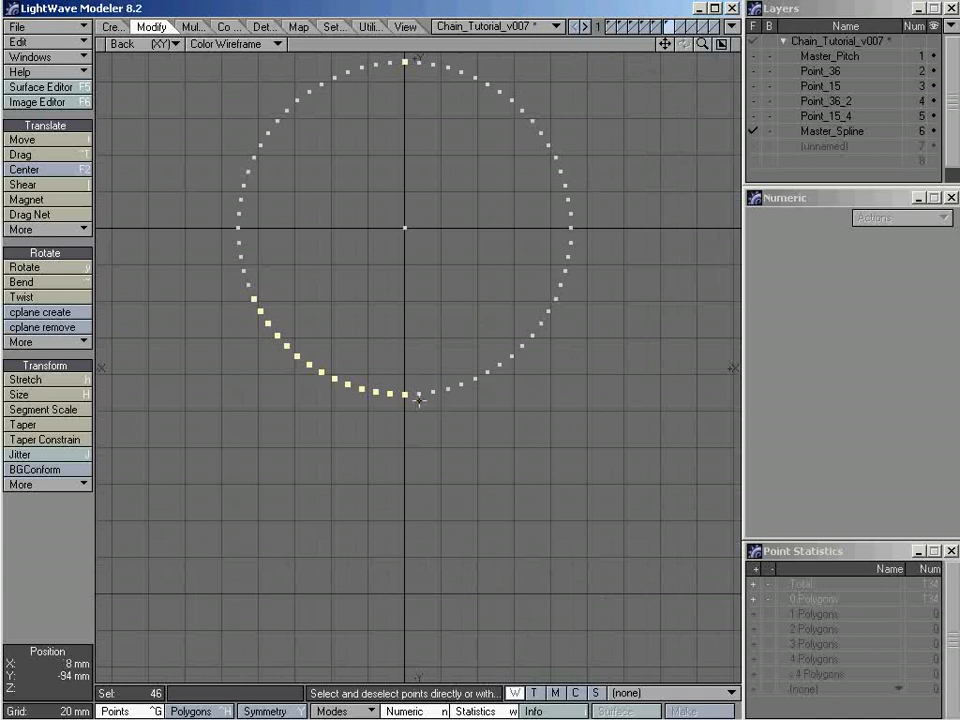 LightWave Modeler 8.2
File
Edit
Windows
Help
Surface Editor F5
Image Editor F6
Translate
Move t
Drag ^T
Center F2
Shear [
Magnet :
Drag Net ;
More
Rotate
Rotate y
Bend ~
Twist
cplane create
cplane remove
More
Transform
Stretch h
Size H
Segment Scale
Taper
Taper Constrain
Jitter J
BGConform
More
Position
X: 8 mm
Y: -94 mm
Z:
Grid: 20 mm
Cre... Modify Mul... Co ... Det... Map Set... Utili... View Chain_Tutorial_v007 * 1
Back (XY) Color Wireframe
+Y
-X
+X
-Y
Sel: 46 Select and deselect points directly or with... W T M C S (none)
Points ^G Polygons ^H Symmetry Y Modes Numeric n Statistics w Info i Surface q Make
Layers
F B Name Num
Chain_Tutorial_v007 *
Master_Pitch 1
Point_36 2
Point_15 3
Point_36_2 4
Point_15_4 5
Master_Spline 6
(unnamed) 7
8
Numeric
Actions
Point Statistics
+ - Name Num
+ - Total: 134
+ - 0 Polygons 134
+ 1 Polygons 0
+ 2 Polygons 0
+ 3 Polygons 0
+ 4 Polygons 0
+ >4 Polygons 0
+ (none) 0